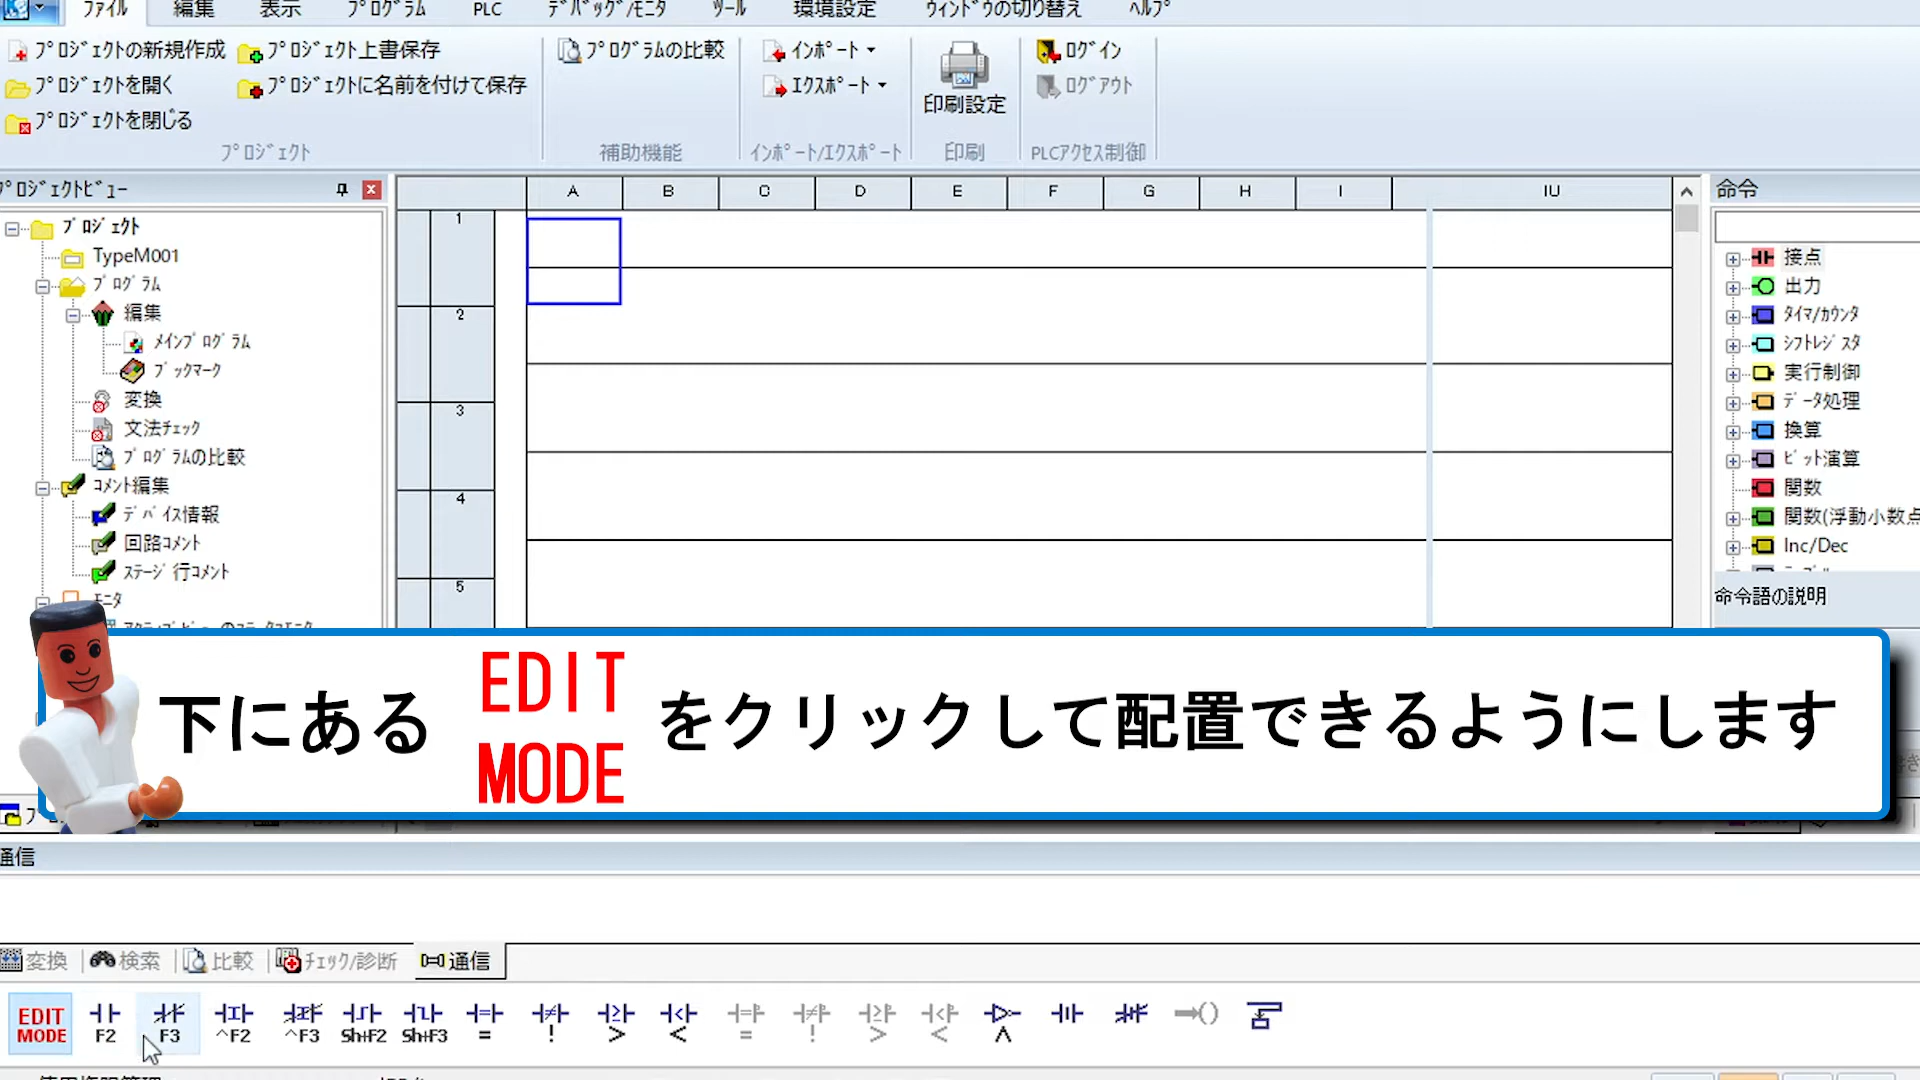 ﾌｧｲﾙ 編集 表示 ﾌﾟﾛｸﾞﾗﾑ PLC ﾃﾞﾊﾞｯｸﾞ/ﾓﾆﾀ ﾂｰﾙ 環境設定 ｳｨﾝﾄﾞｳの切り替え ﾍﾙﾌﾟ
ﾌﾟﾛｼﾞｪｸﾄの新規作成 ﾌﾟﾛｼﾞｪｸﾄ上書保存 ﾌﾟﾛｸﾞﾗﾑの比較 ｲﾝﾎﾟｰﾄ ﾛｸﾞｲﾝ
ﾌﾟﾛｼﾞｪｸﾄを開く ﾌﾟﾛｼﾞｪｸﾄに名前を付けて保存 ｴｸｽﾎﾟｰﾄ 印刷設定 ﾛｸﾞｱｳﾄ
ﾌﾟﾛｼﾞｪｸﾄを閉じる
ﾌﾟﾛｼﾞｪｸﾄ 補助機能 ｲﾝﾎﾟｰﾄ/ｴｸｽﾎﾟｰﾄ 印刷 PLCｱｸｾｽ制御
ﾌﾟﾛｼﾞｪｸﾄﾋﾞｭｰ
ﾌﾟﾛｼﾞｪｸﾄ
TypeM001
ﾌﾟﾛｸﾞﾗﾑ
編集
ﾒｲﾝﾌﾟﾛｸﾞﾗﾑ
ﾌﾞｯｸﾏｰｸ
変換
文法ﾁｪｯｸ
ﾌﾟﾛｸﾞﾗﾑの比較
ｺﾒﾝﾄ編集
ﾃﾞﾊﾞｲｽ情報
回路ｺﾒﾝﾄ
ｽﾃｰｼﾞ行ｺﾒﾝﾄ
ﾓﾆﾀ
A B C D E F G H I IU
1
2
3
4
5
命令
接点
出力
ﾀｲﾏ/ｶｳﾝﾀ
ｼﾌﾄﾚｼﾞｽﾀ
実行制御
ﾃﾞｰﾀ処理
換算
ﾋﾞｯﾄ演算
関数
関数(浮動小数点
Inc/Dec
命令語の説明
下にある EDIT MODE をクリックして配置できるようにします
通信
変換 検索 比較 ﾁｪｯｸ/診断 通信
EDIT MODE F2 F3 ^F2 ^F3 Sh+F2 Sh+F3 = ! > < = ! > < Λ